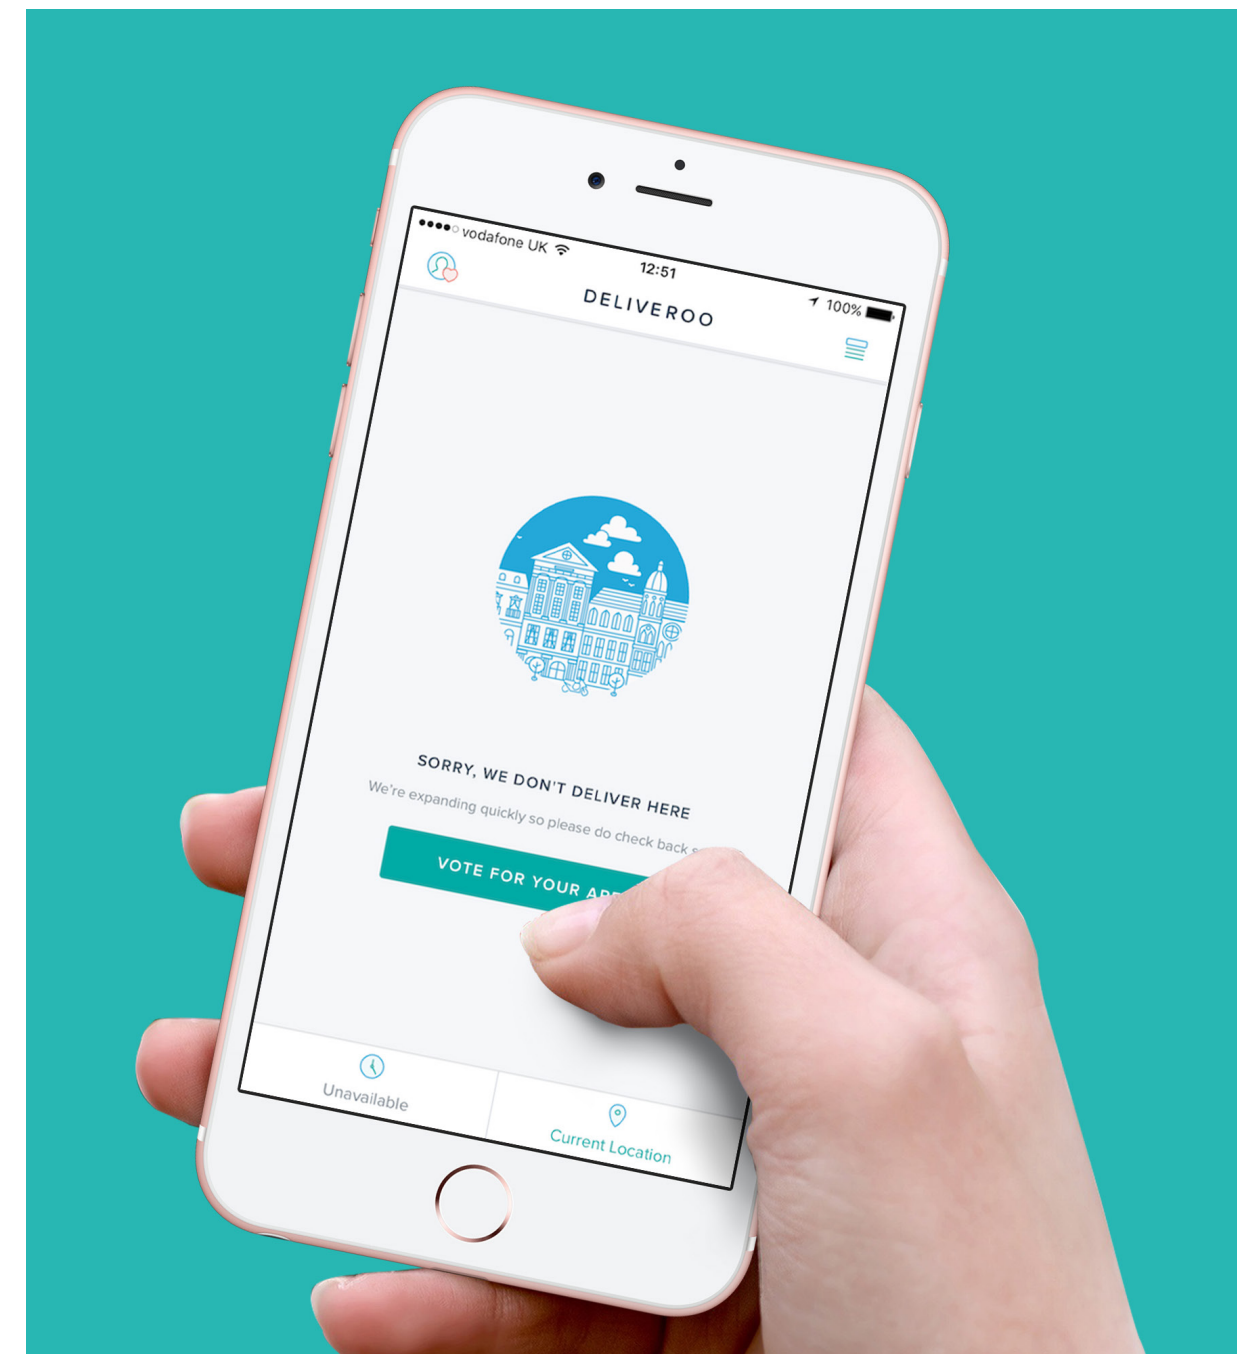 vodafone UK
12:51
100%
DELIVEROO
SORRY, WE DON'T DELIVER HERE
We're expanding quickly so please do check back
VOTE FOR YOUR
Unavailable
Current Location